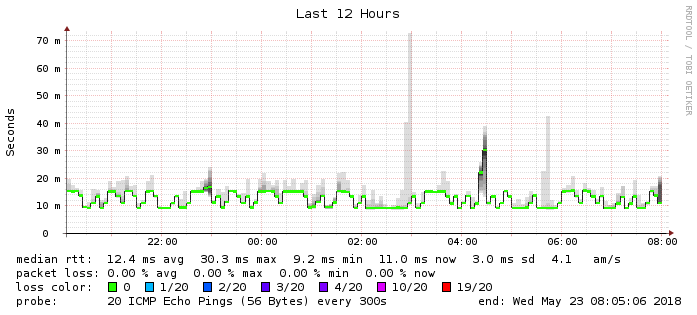 Last 12 Hours
RRDTOOL / TOBI OETIKER
Seconds
70 m
60 m
50 m
40 m
30 m
20 m
10 m
0
22:00 00:00 02:00 04:00 06:00 08:00
median rtt: 12.4 ms avg 30.3 ms max 9.2 ms min 11.0 ms now 3.0 ms sd 4.1 am/s
packet loss: 0.00 % avg 0.00 % max 0.00 % min 0.00 % now
loss color: 0 1/20 2/20 3/20 4/20 10/20 19/20
probe: 20 ICMP Echo Pings (56 Bytes) every 300s end: Wed May 23 08:05:06 2018